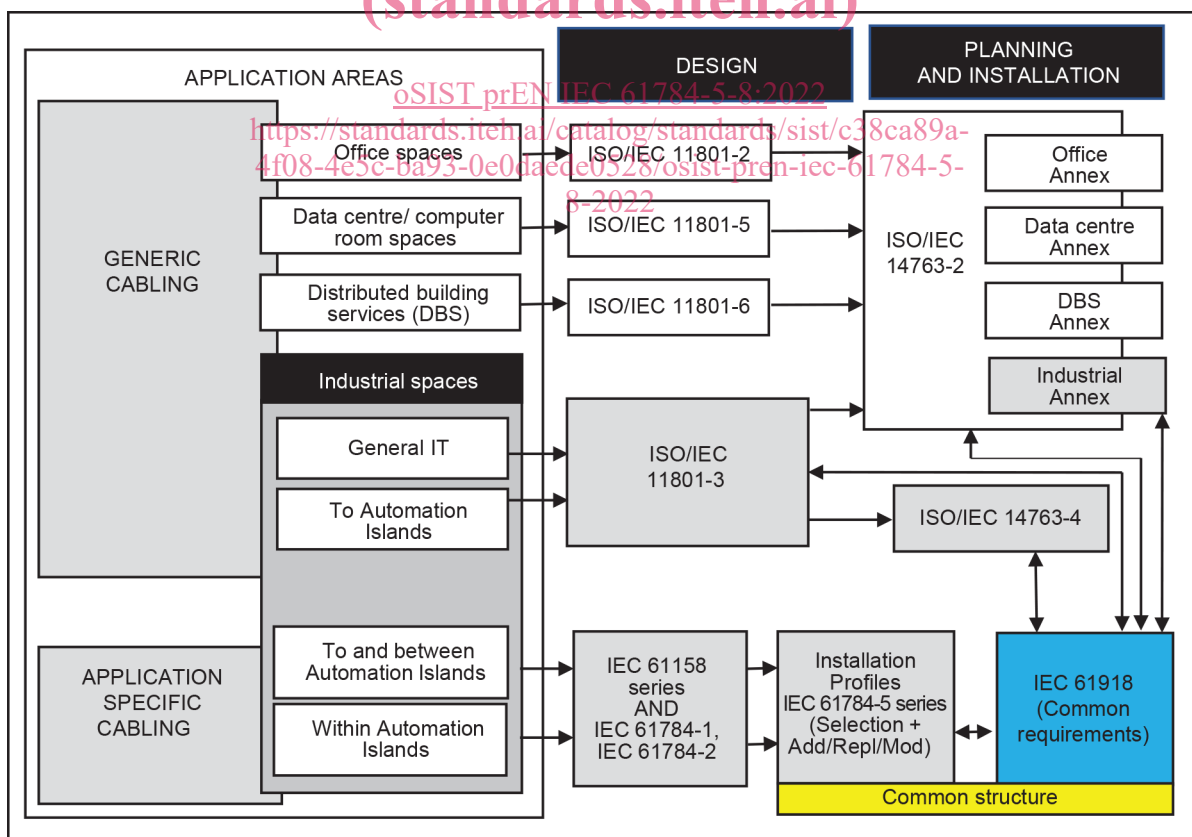 (standards.iteh.ai)
APPLICATION AREAS
DESIGN
PLANNING
AND INSTALLATION
oSIST prEN IEC 61784-5-8:2022
https://standards.iteh.ai/catalog/standards/sist/c38ca89a-
4f08-4e5c-ba93-0e0daede0528/osist-pren-iec-61784-5-
8-2022
GENERIC
CABLING
Office spaces
ISO/IEC 11801-2
Data centre/ computer
room spaces
ISO/IEC 11801-5
Distributed building
services (DBS)
ISO/IEC 11801-6
ISO/IEC
14763-2
Office
Annex
Data centre
Annex
DBS
Annex
Industrial
Annex
Industrial spaces
General IT
To Automation
Islands
ISO/IEC
11801-3
ISO/IEC 14763-4
APPLICATION
SPECIFIC
CABLING
To and between
Automation Islands
Within Automation
Islands
IEC 61158
series
AND
IEC 61784-1,
IEC 61784-2
Installation
Profiles
IEC 61784-5 series
(Selection +
Add/Repl/Mod)
IEC 61918
(Common
requirements)
Common structure